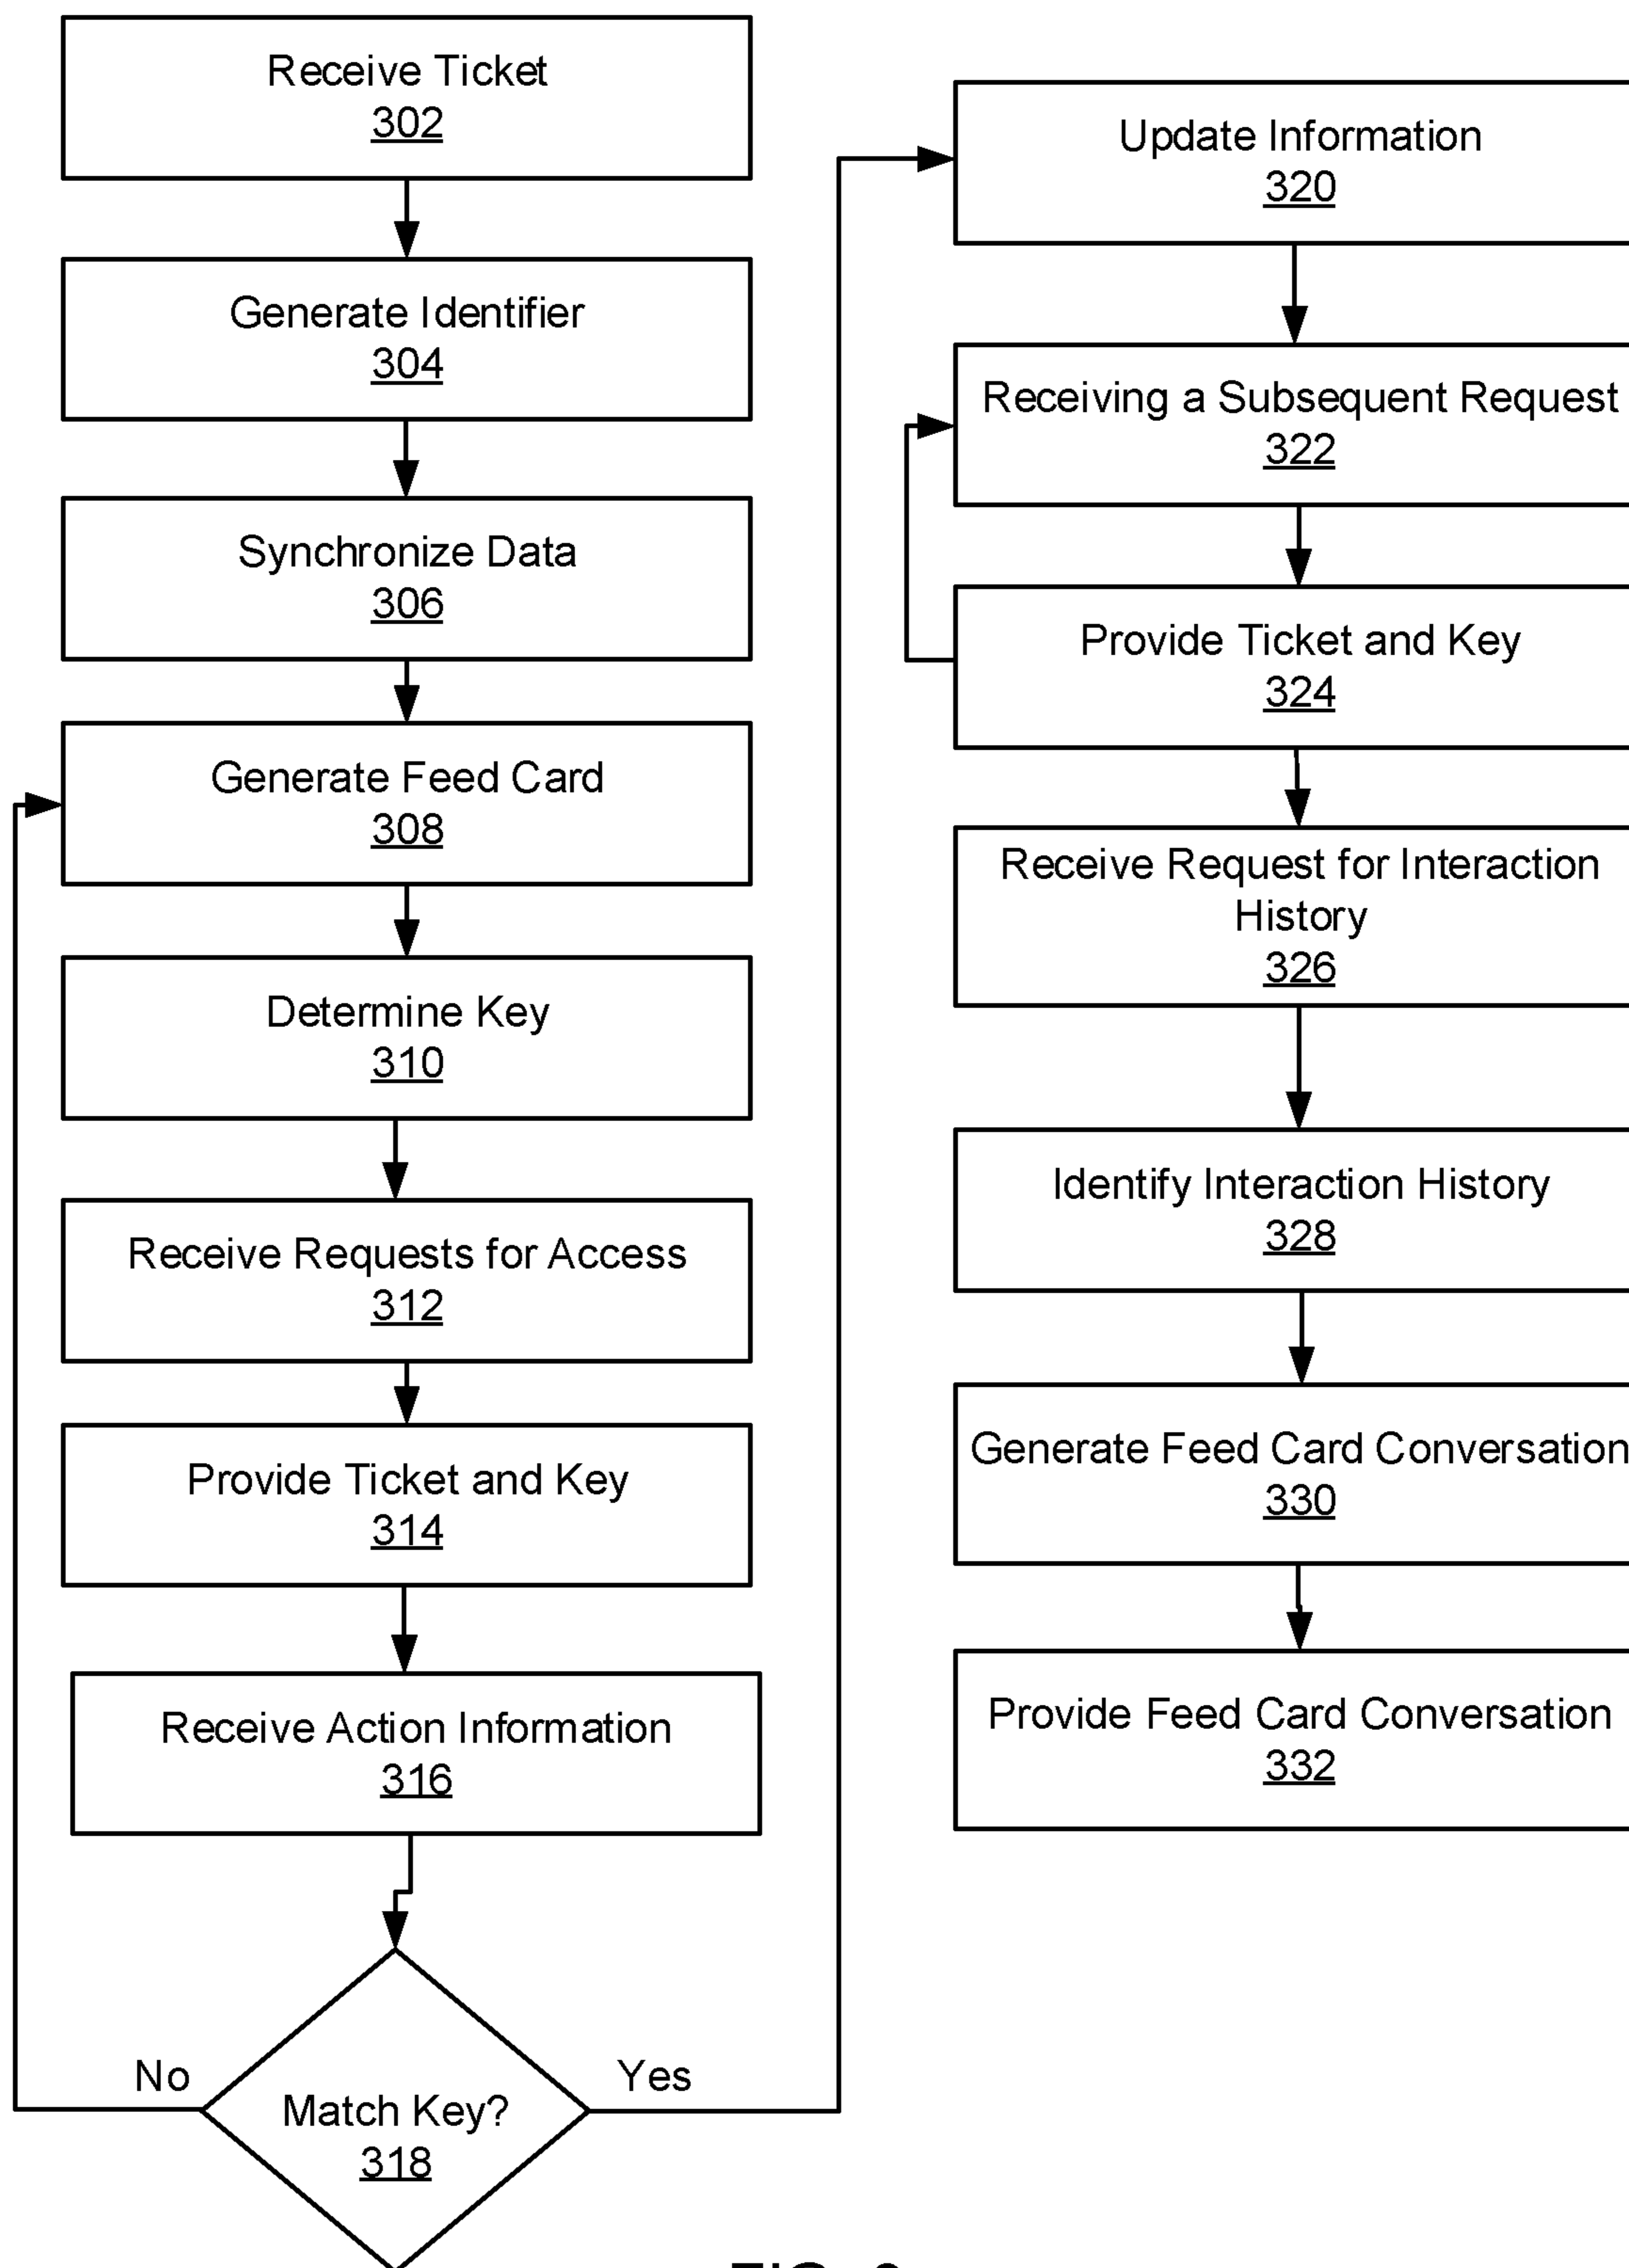 Receive Ticket
302
Generate Identifier
304
Synchronize Data
306
Generate Feed Card
308
Determine Key
310
Receive Requests for Access
312
Provide Ticket and Key
314
Receive Action Information
316
No
Yes
Match Key?
318
Update Information
320
Receiving a Subsequent Request
322
Provide Ticket and Key
324
Receive Request for Interaction
History
326
Identify Interaction History
328
Generate Feed Card Conversation
330
Provide Feed Card Conversation
332